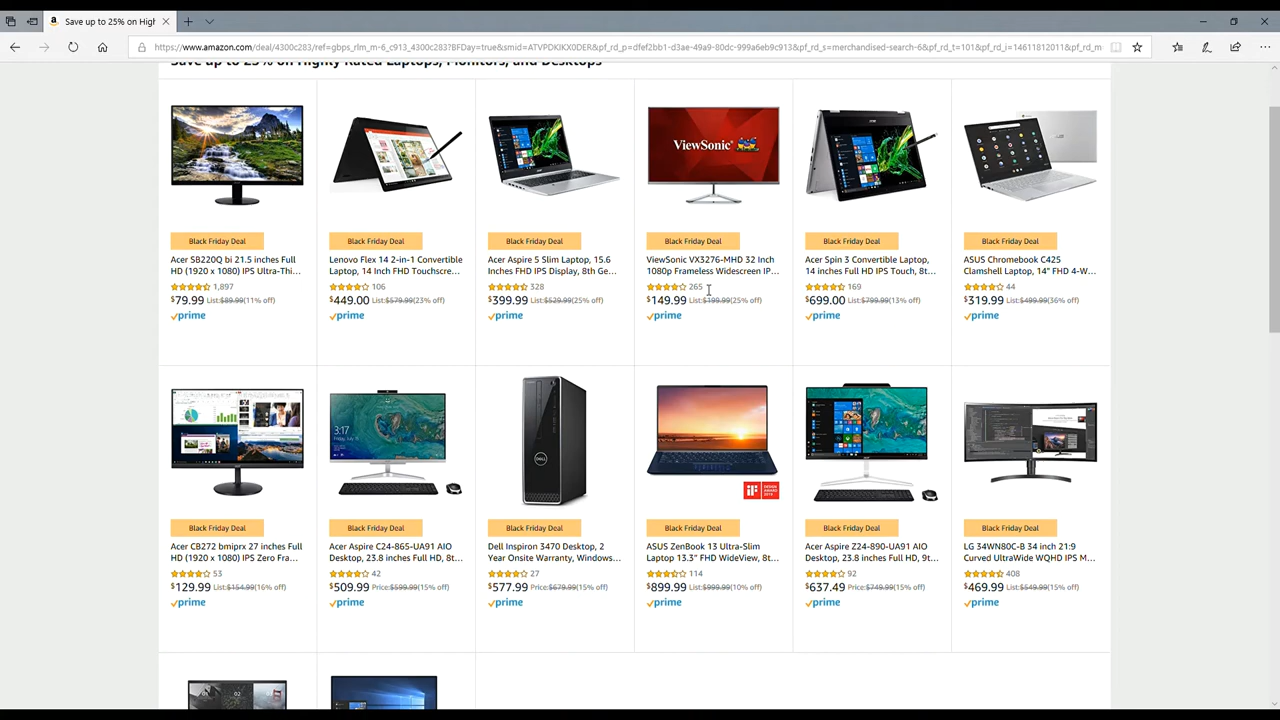 Save up to 25% on High
https://www.amazon.com/deal/4300c283/ref=gbps_rlm_m-6_c913_4300c283?BFDay=true&smid=ATVPDKIKX0DER&pf_rd_p=dfef2bb1-d3ae-49a9-80dc-999a6eb9c913&pf_rd_s=merchandised-search-6&pf_rd_t=101&pf_rd_i=14611812011&pf_rd_m
Save up to 25% on Highly Rated Laptops, Monitors, and Desktops
ViewSonic
Black Friday Deal Black Friday Deal Black Friday Deal Black Friday Deal Black Friday Deal Black Friday Deal
Acer SB220Q bi 21.5 inches Full
HD (1920 x 1080) IPS Ultra-Thi...
1,897
$79.99 List:$89.99(11% off)
prime
Lenovo Flex 14 2-in-1 Convertible
Laptop, 14 Inch FHD Touchscre...
106
$449.00 List:$579.99(23% off)
prime
Acer Aspire 5 Slim Laptop, 15.6
Inches FHD IPS Display, 8th Ge...
328
$399.99 List:$529.99(25% off)
prime
ViewSonic VX3276-MHD 32 Inch
1080p Frameless Widescreen IP...
265
$149.99 List:$199.99(25% off)
prime
Acer Spin 3 Convertible Laptop,
14 inches Full HD IPS Touch, 8t...
169
$699.00 List:$799.99(13% off)
prime
ASUS Chromebook C425
Clamshell Laptop, 14" FHD 4-W...
44
$319.99 List:$499.99(36% off)
prime
3:17
DELL
Black Friday Deal Black Friday Deal Black Friday Deal Black Friday Deal Black Friday Deal Black Friday Deal
Acer CB272 bmiprx 27 inches Full
HD (1920 x 1080) IPS Zero Fra...
53
$129.99 List:$154.99(16% off)
prime
Acer Aspire C24-865-UA91 AIO
Desktop, 23.8 inches Full HD, 8t...
42
$509.99 Price:$599.99(15% off)
prime
Dell Inspiron 3470 Desktop, 2
Year Onsite Warranty, Windows...
27
$577.99 Price:$679.99(15% off)
prime
ASUS ZenBook 13 Ultra-Slim
Laptop 13.3" FHD WideView, 8t...
114
$899.99 List:$999.99(10% off)
prime
Acer Aspire Z24-890-UA91 AIO
Desktop, 23.8 inches Full HD, 9t...
92
$637.49 Price:$749.99(15% off)
prime
LG 34WN80C-B 34 inch 21:9
Curved UltraWide WQHD IPS M...
408
$469.99 List:$549.99(15% off)
prime
01 02 03